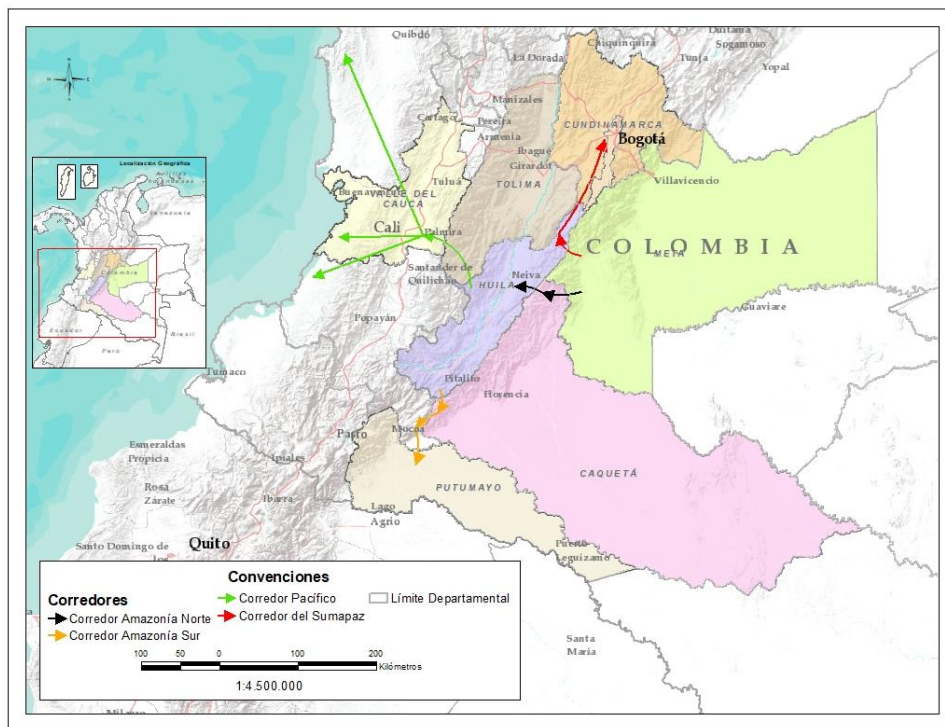 Quibdó
Chiquinquirá
Duitama
Sogamoso
La Dorada
Tunja
Yopal
Manizales
Cartago
Pereira
Armenia
CUNDINAMARCA
Bogotá
Ibagué
Girardot
Tuluá
TOLIMA
Villavicencio
Buenaventura
VALLE DEL
CAUCA
Cali
Palmira
COLOMBIA
META
Santander de
Quilichao
Neiva
HUILA
Popayán
Guaviare
Tumaco
Pitalito
Florencia
Mocoa
Pasto
Esmeraldas
Propicia
Ipiales
CAQUETÁ
Rosa
Zárate
Ibarra
PUTUMAYO
Lago
Agrio
Santo Domingo de
los
Quito
Puerto
Leguízamo
Santa
María
Localización Geográfica
Colombia
Ecuador
Perú
Brasil
Convenciones
Corredores
Corredor Amazonía Norte
Corredor Amazonía Sur
Corredor Pacífico
Corredor del Sumapaz
Límite Departamental
100 50 0 100 200
Kilómetros
1:4.500.000